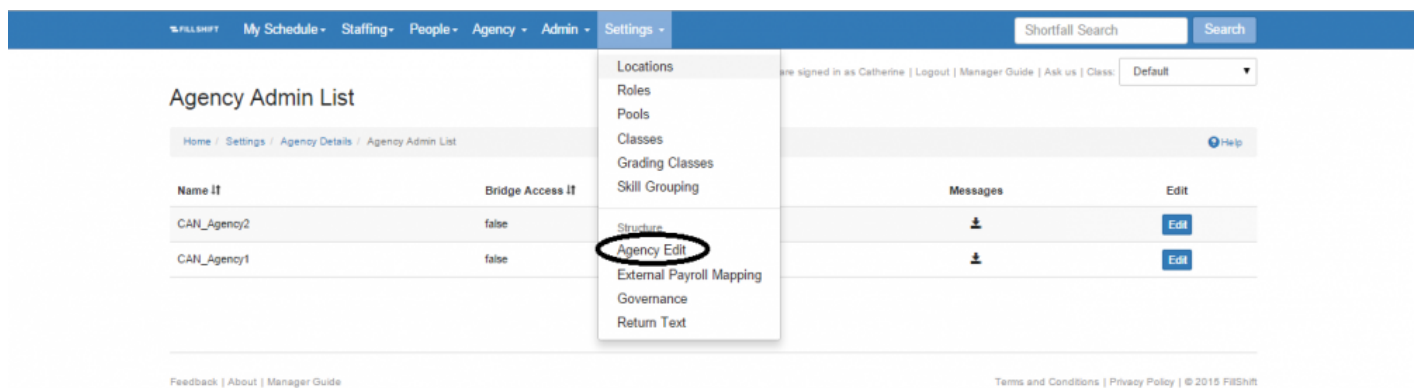 FILLSHIFT My Schedule Staffing People Agency Admin Settings Shortfall Search Search
are signed in as Catherine | Logout | Manager Guide | Ask us | Class: Default
Agency Admin List
Home / Settings / Agency Details / Agency Admin List Help
Name Bridge Access Messages Edit
CAN_Agency2 false Edit
CAN_Agency1 false Edit
Locations
Roles
Pools
Classes
Grading Classes
Skill Grouping
Structure
Agency Edit
External Payroll Mapping
Governance
Return Text
Feedback | About | Manager Guide Terms and Conditions | Privacy Policy | © 2015 FillShift